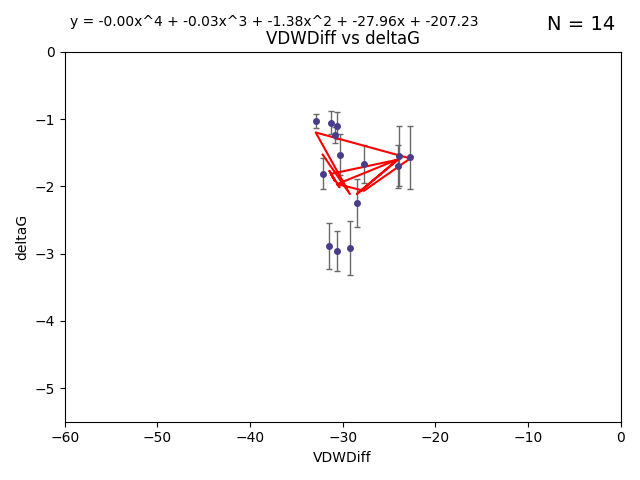 y = -0.00x^4 + -0.03x^3 + -1.38x^2 + -27.96x + -207.23
N = 14
VDWDiff vs deltaG
0
−1
−2
−3
−4
−5
deltaG
−60
−50
−40
−30
−20
−10
0
VDWDiff